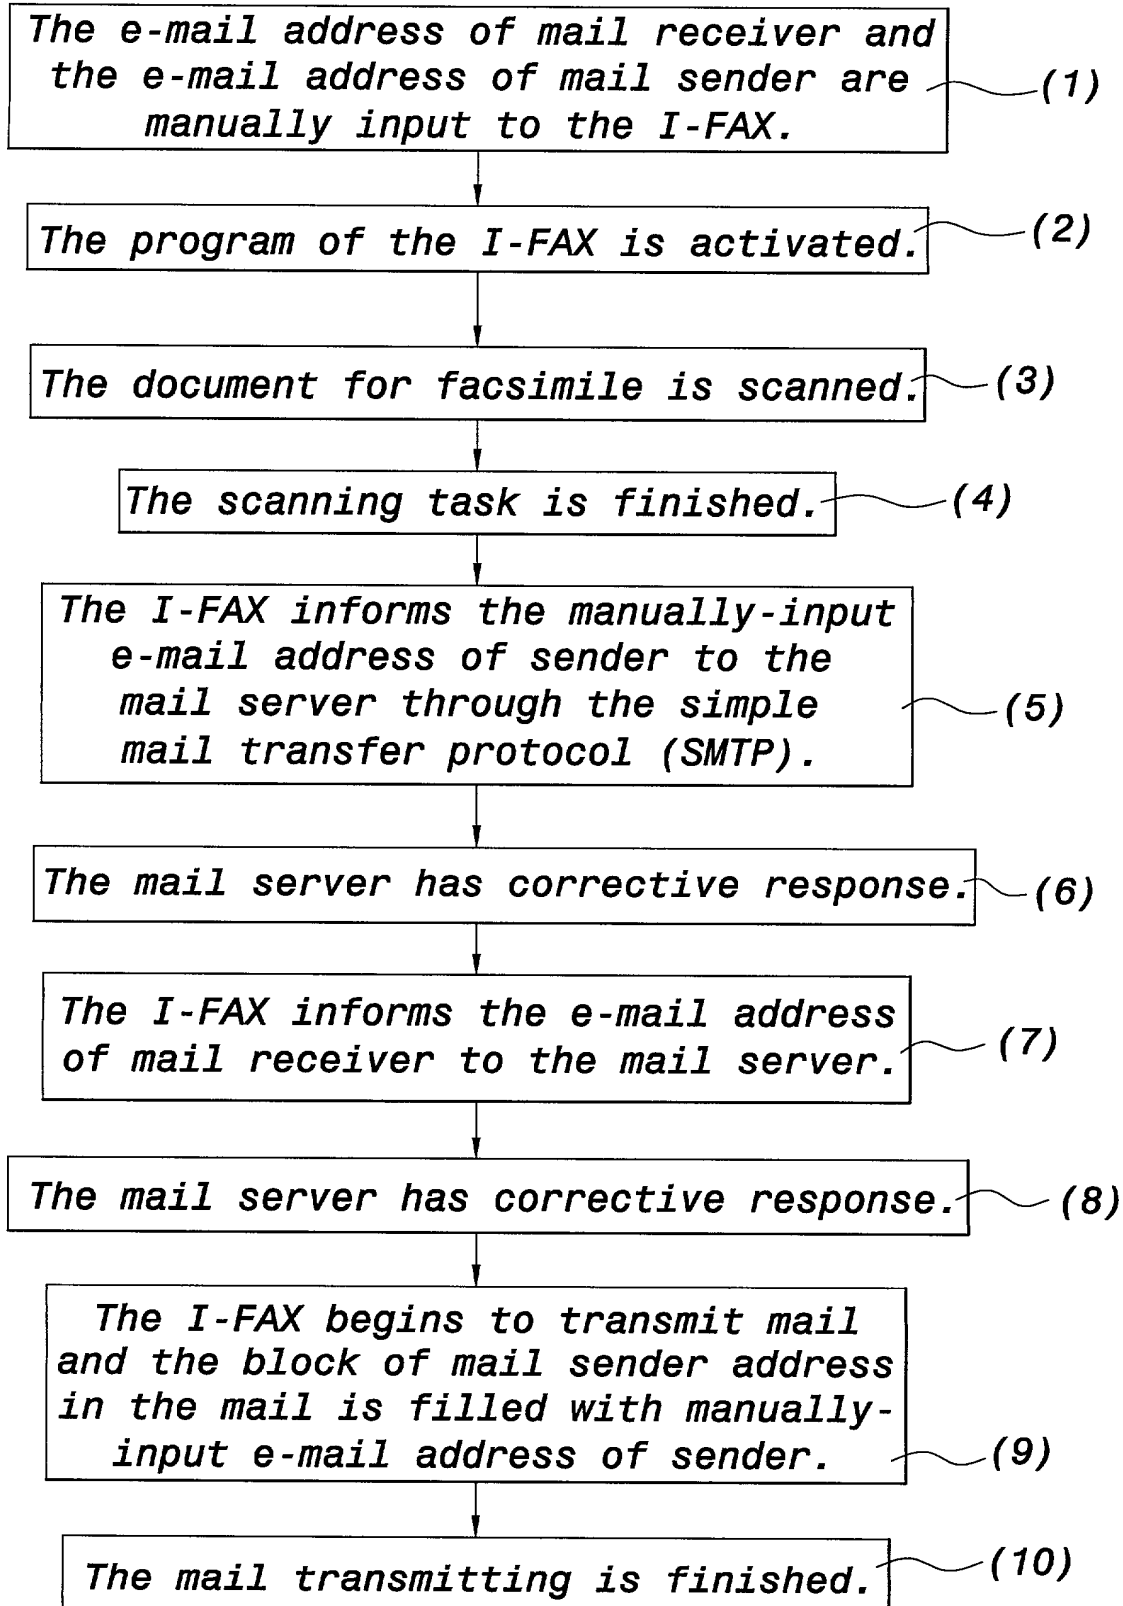 The e-mail address of mail receiver and
the e-mail address of mail sender are
manually input to the I-FAX.
(1)
The program of the I-FAX is activated.
(2)
The document for facsimile is scanned.
(3)
The scanning task is finished.
(4)
The I-FAX informs the manually-input
e-mail address of sender to the
mail server through the simple
mail transfer protocol (SMTP).
(5)
The mail server has corrective response.
(6)
The I-FAX informs the e-mail address
of mail receiver to the mail server.
(7)
The mail server has corrective response.
(8)
The I-FAX begins to transmit mail
and the block of mail sender address
in the mail is filled with manually-
input e-mail address of sender.
(9)
The mail transmitting is finished.
(10)